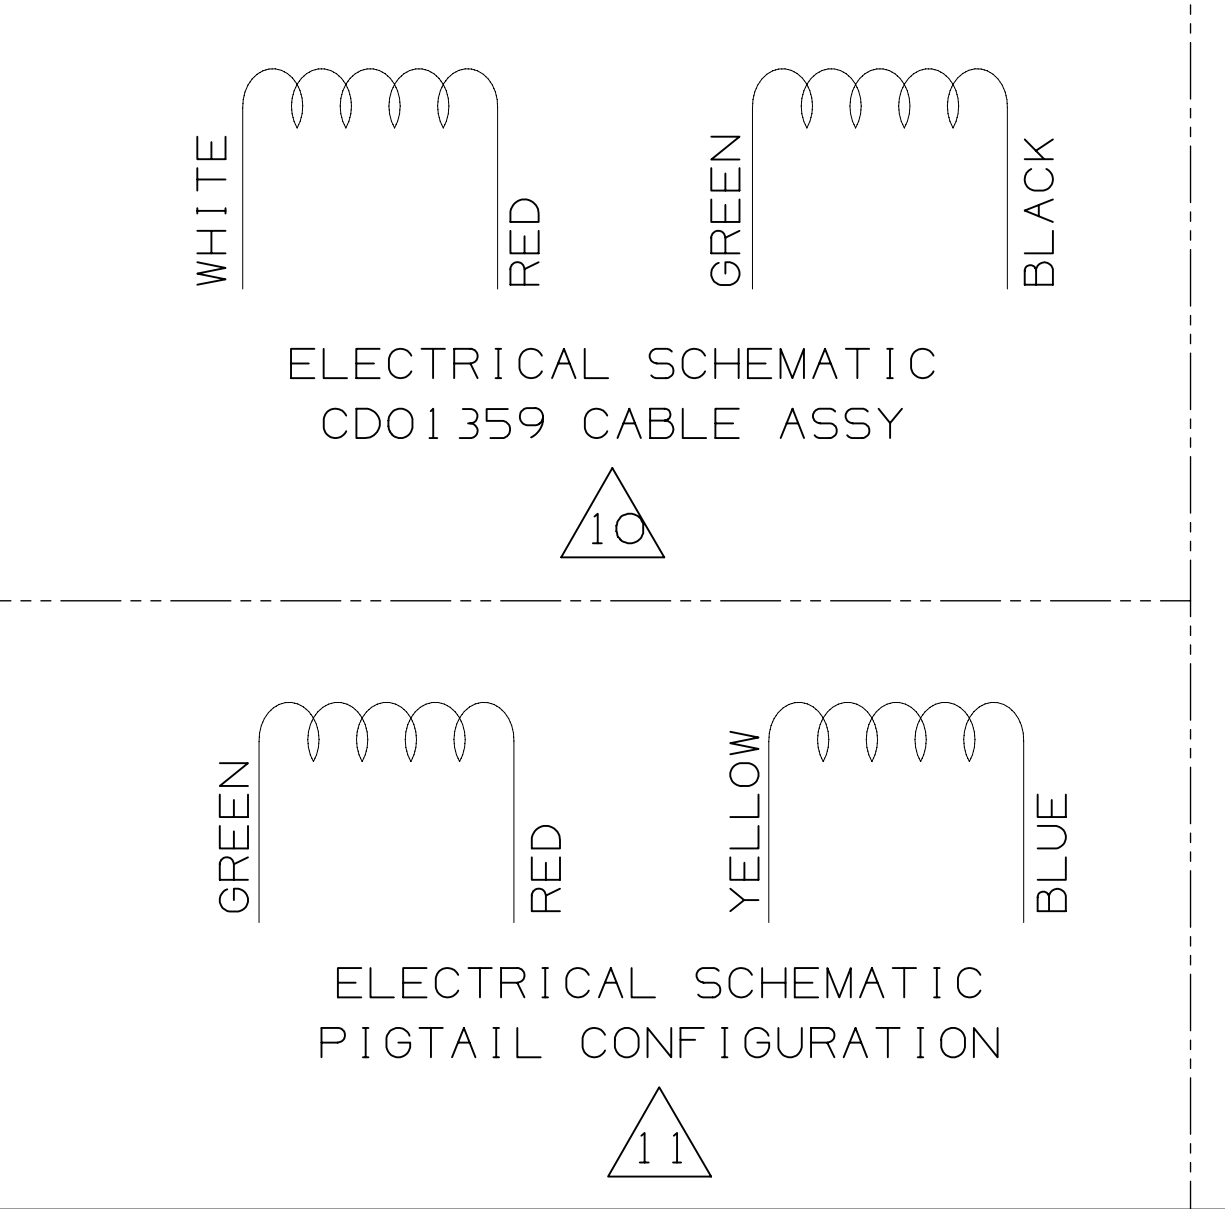 WHITE
RED
GREEN
BLACK
ELECTRICAL SCHEMATIC
CD01359 CABLE ASSY
10
GREEN
RED
YELLOW
BLUE
ELECTRICAL SCHEMATIC
PIGTAIL CONFIGURATION
11